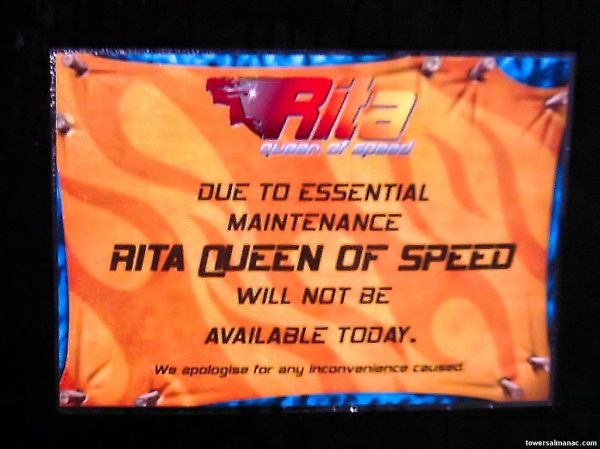 Rita
queen of speed
DUE TO ESSENTIAL
MAINTENANCE
RITA QUEEN OF SPEED
WILL NOT BE
AVAILABLE TODAY.
We apologise for any inconvenience caused.
towersalmanac.com